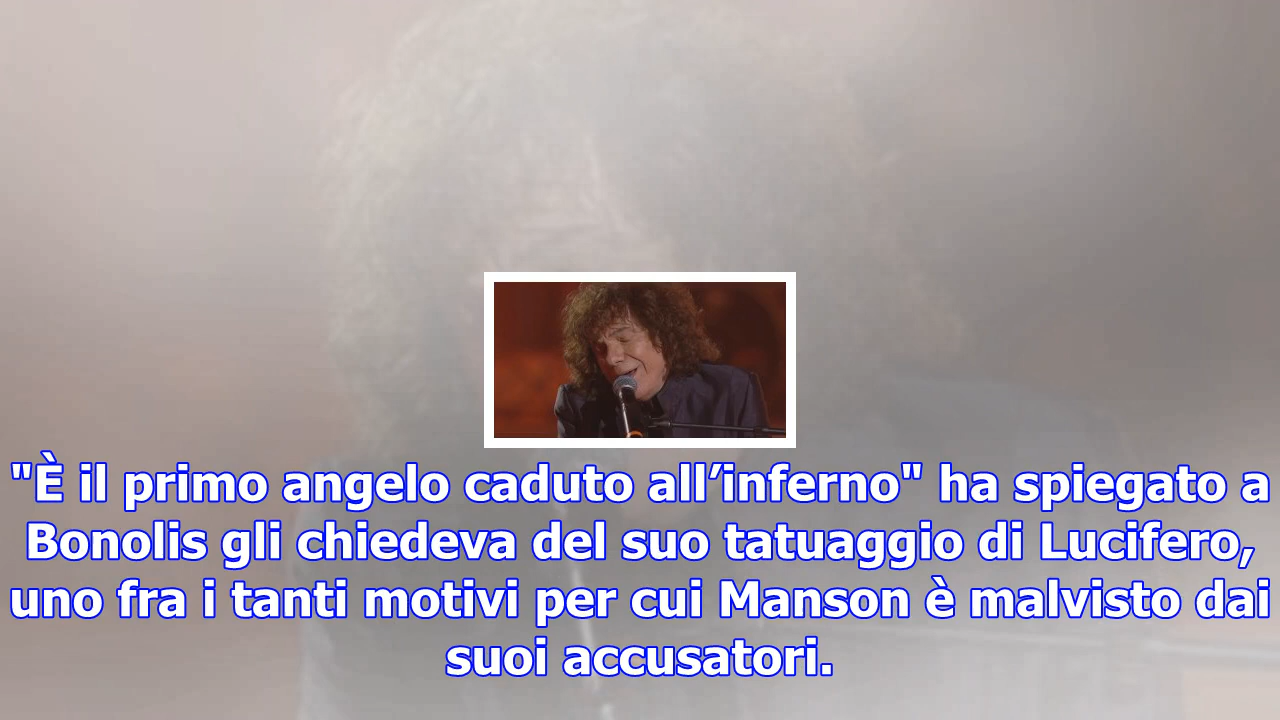 "È il primo angelo caduto all’inferno" ha spiegato a
Bonolis gli chiedeva del suo tatuaggio di Lucifero,
uno fra i tanti motivi per cui Manson è malvisto dai
suoi accusatori.